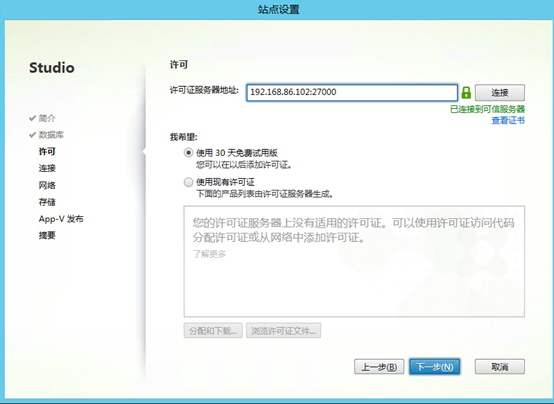 站点设置
Studio
✔ 简介
✔ 数据库
许可
连接
网络
存储
App-V 发布
摘要
许可
许可证服务器地址: 192.168.86.102:27000 连接
已连接到可信服务器
查看证书
我希望:
使用 30 天免费试用版
您可以在以后添加许可证。
使用现有许可证
下面的产品列表由许可证服务器生成。
您的许可证服务器上没有适用的许可证。可以使用许可证访问代码
分配许可证或从网络中添加许可证。
了解更多
分配和下载... 浏览许可证文件...
上一步(B) 下一步(N) 取消